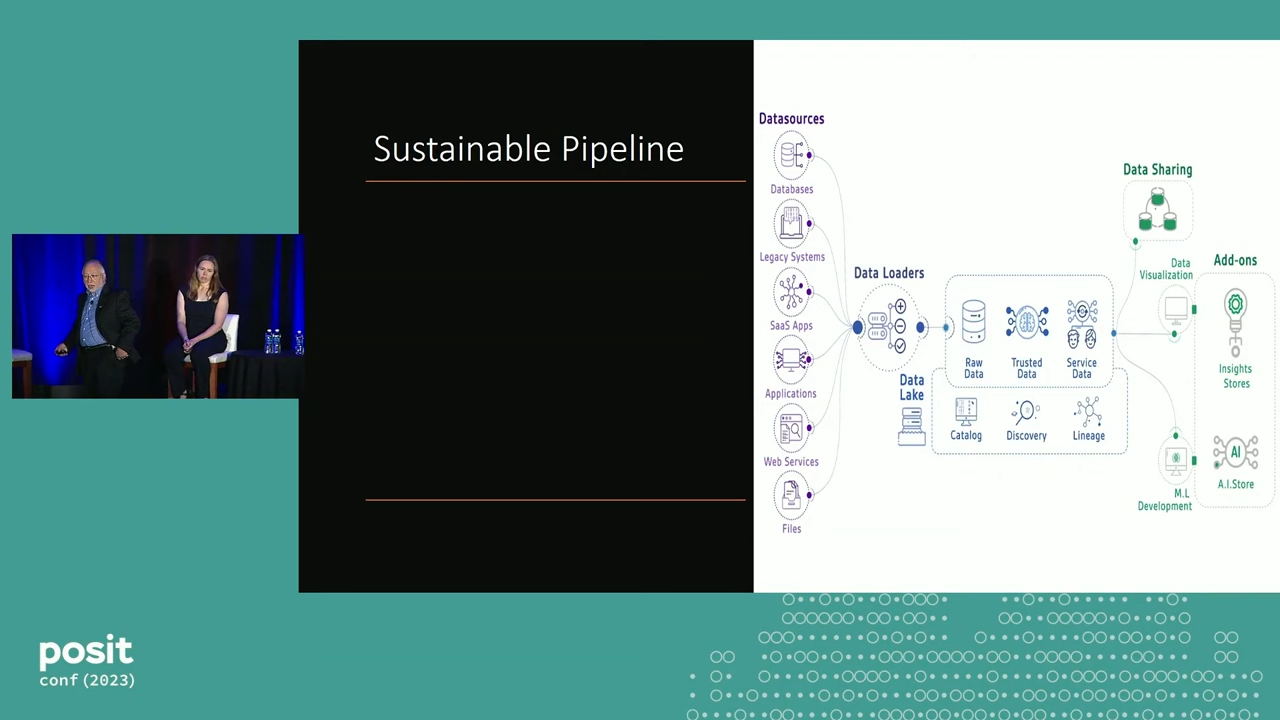 Sustainable Pipeline
Datasources
Databases
Legacy Systems
SaaS Apps
Applications
Web Services
Files
Data Loaders
Raw
Data
Trusted
Data
Service
Data
Data
Lake
Catalog
Discovery
Lineage
Data Sharing
Data
Visualization
M.L
Development
Add-ons
Insights
Stores
AI
A.I.Store
posit
conf(2023)